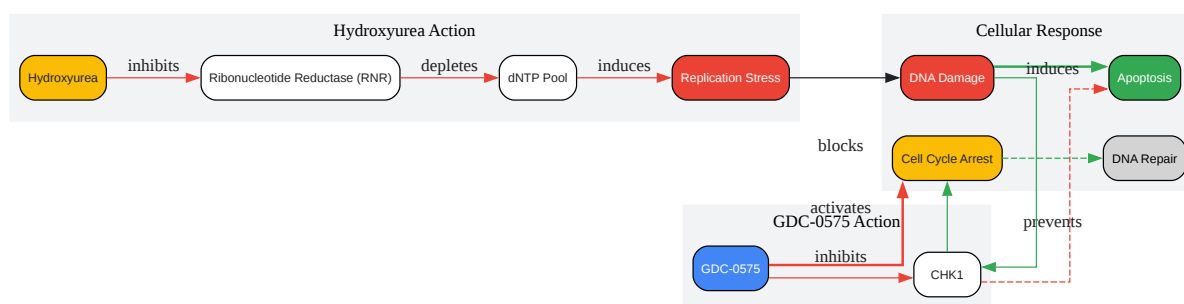 Hydroxyurea Action
Cellular Response
Hydroxyurea
inhibits
Ribonucleotide Reductase (RNR)
depletes
dNTP Pool
induces
Replication Stress
DNA Damage
induces
Apoptosis
blocks
Cell Cycle Arrest
DNA Repair
activates
GDC-0575 Action
prevents
GDC-0575
inhibits
CHK1